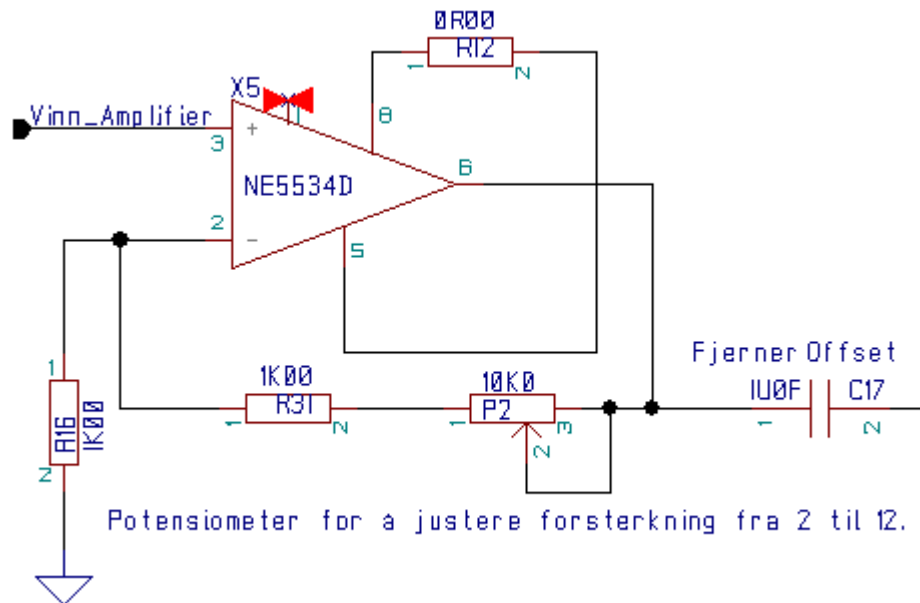 0R00
R12
1
2
X5
1
8
Vinn_Amplifier
3
+
6
NE5534D
2
-
5
Fjerner Offset
1K00
10K0
1U0F
C17
1
R31
2
1
P2
3
2
1
2
1
R16
1K00
2
Potensiometer for a justere forsterkning fra 2 til 12.